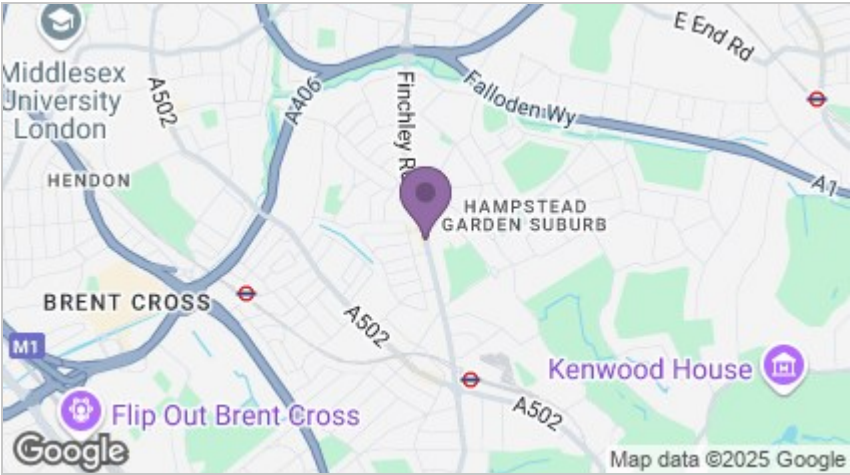 E End Rd
Middlesex
University
London
A502
A406
Finchley R
Falloden Wy
A1
HENDON
HAMPSTEAD
GARDEN SUBURB
BRENT CROSS
A502
M1
Kenwood House
A502
Flip Out Brent Cross
Google
Map data ©2025 Google